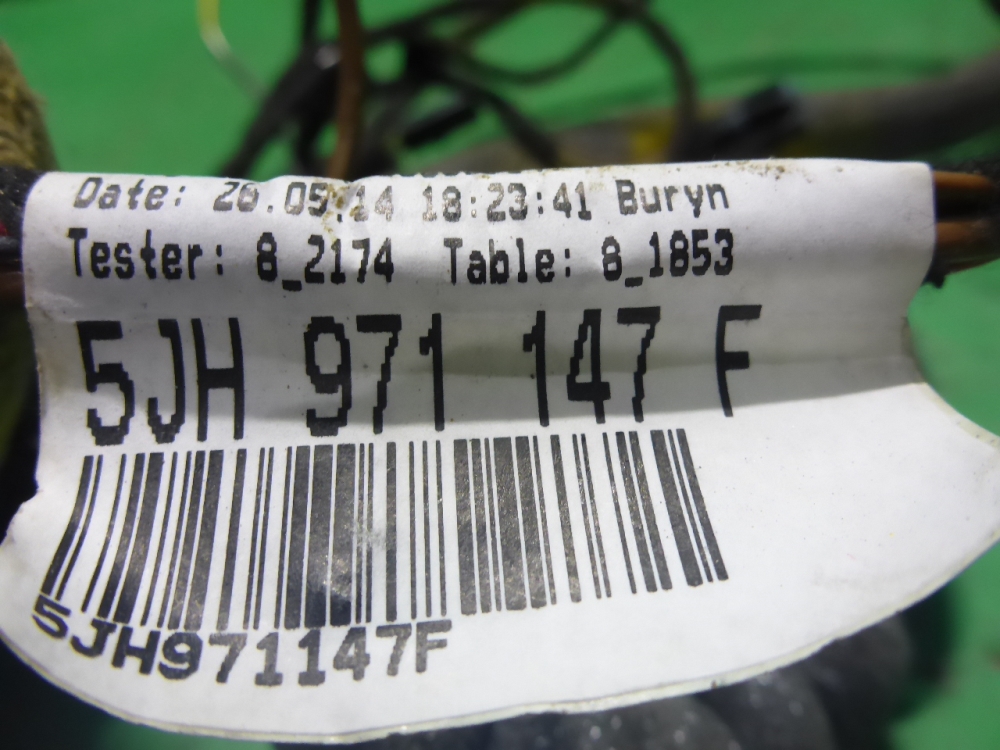 Date: 20.05.14 18:23:41 Buryn
Tester: 8_2174 Table: 8_1853
5JH 971 147 F
5JH971147F